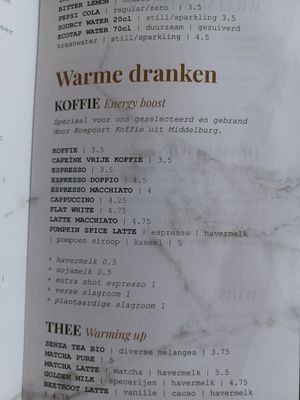 BITTER LEMON
PEPSI COLA | regular/zero | 3.5
SOURCY WATER 20cl | still/sparkling 3.5
ECOTAP WATER 70cl | duurzaam | gezuiverd
kraanwater | still/sparkling | 4.5
Warme dranken
KOFFIE Energy boost
Speciaal voor ons geselecteerd en gebrand
door Koepoort Koffie uit Middelburg.
KOFFIE | 3.5
CAFEÏNE VRIJE KOFFIE | 3.5
ESPRESSO | 3.5
ESPRESSO DOPPIO | 4.5
ESPRESSO MACCHIATO | 4
CAPPUCCINO | 4.25
FLAT WHITE | 4.75
LATTE MACCHIATO | 4.75
PUMPKIN SPICE LATTE | espresso | havermelk
| pompoen siroop | kaneel | 5
* havermelk 0.5
* sojamelk 0.5
* extra shot espresso 1
* verse slagroom 1
* plantaardige slagroom 1
THEE Warming up
SENZA TEA BIO | diverse melanges | 3.75
MATCHA PURE | 5
MATCHA LATTE | matcha | havermelk | 5.5
GOLDEN MILK | specerijen | havermelk | 4.75
BEETROOT LATTE | vanille | cacao | havermelk
| 4.75